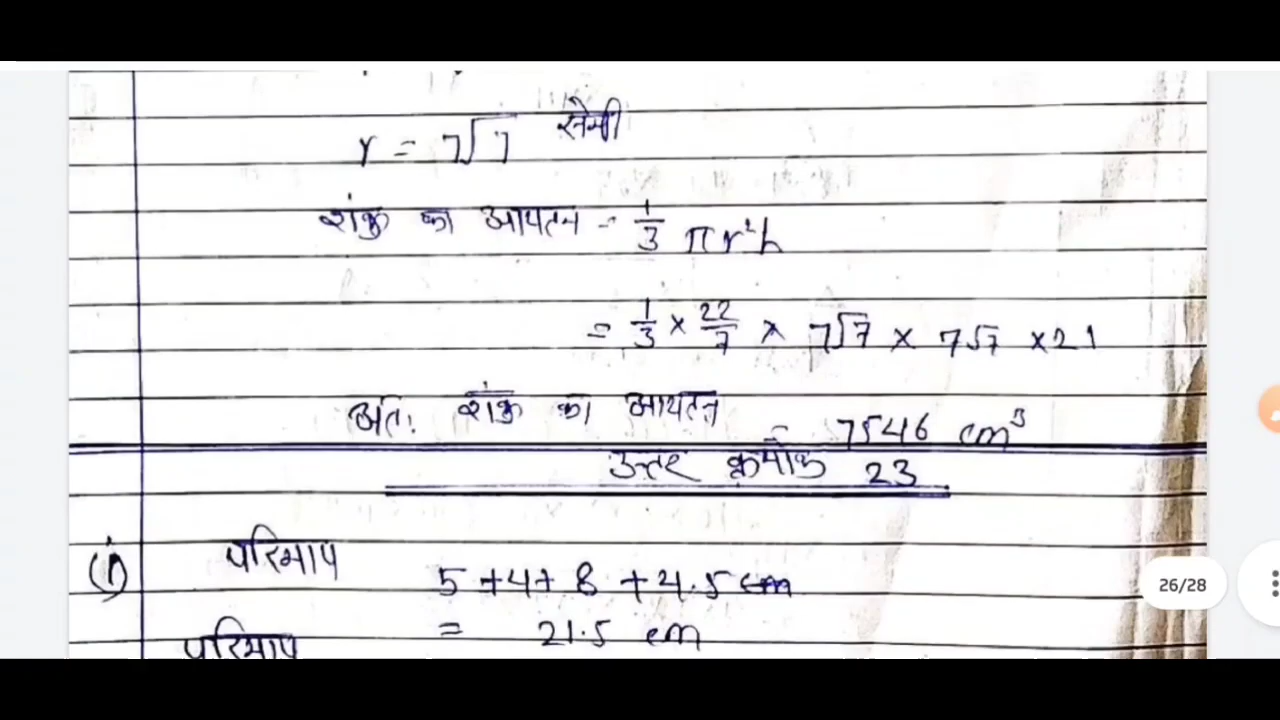 r = 7√7 सेमी
शंकु का आयतन = 1/3 πr²h
= 1/3 × 22/7 × 7√7 × 7√7 × 21
अतः शंकु का आयतन = 7546 cm³
उत्तर क्रमांक 23
(i) परिमाप 5 + 4 + 8 + 4.5 cm
= 21.5 cm
परिमाप
26/28